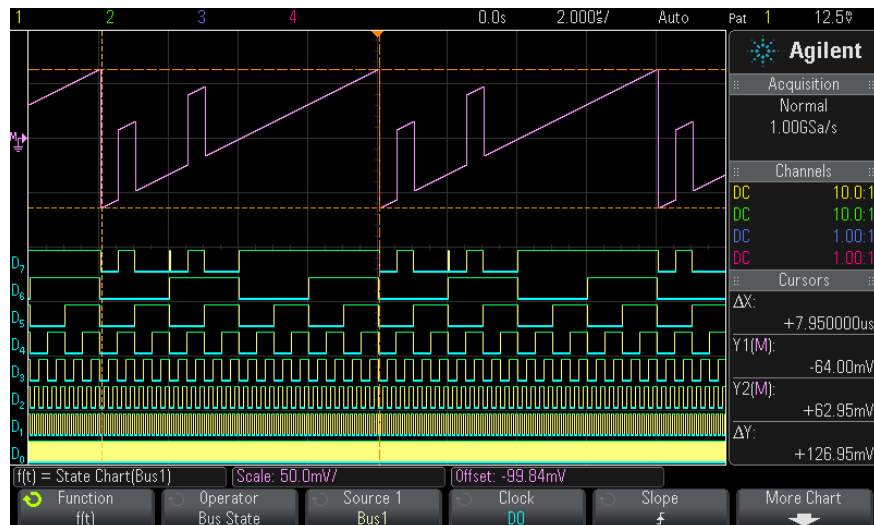 1 2 3 4 0.0s 2.000us/ Auto Pat 1 12.5V
Agilent
Acquisition
Normal
1.00GSa/s
Channels
DC 10.0:1
DC 10.0:1
DC 1.00:1
DC 1.00:1
Cursors
ΔX:
+7.950000us
Y1(M):
-64.00mV
Y2(M):
+62.95mV
ΔY:
+126.95mV
M
D7
D6
D5
D4
D3
D2
D1
D0
f(t) = State Chart(Bus1) Scale: 50.0mV/ Offset: -99.84mV
Function Operator Source 1 Clock Slope More Chart
f(t) Bus State Bus1 D0